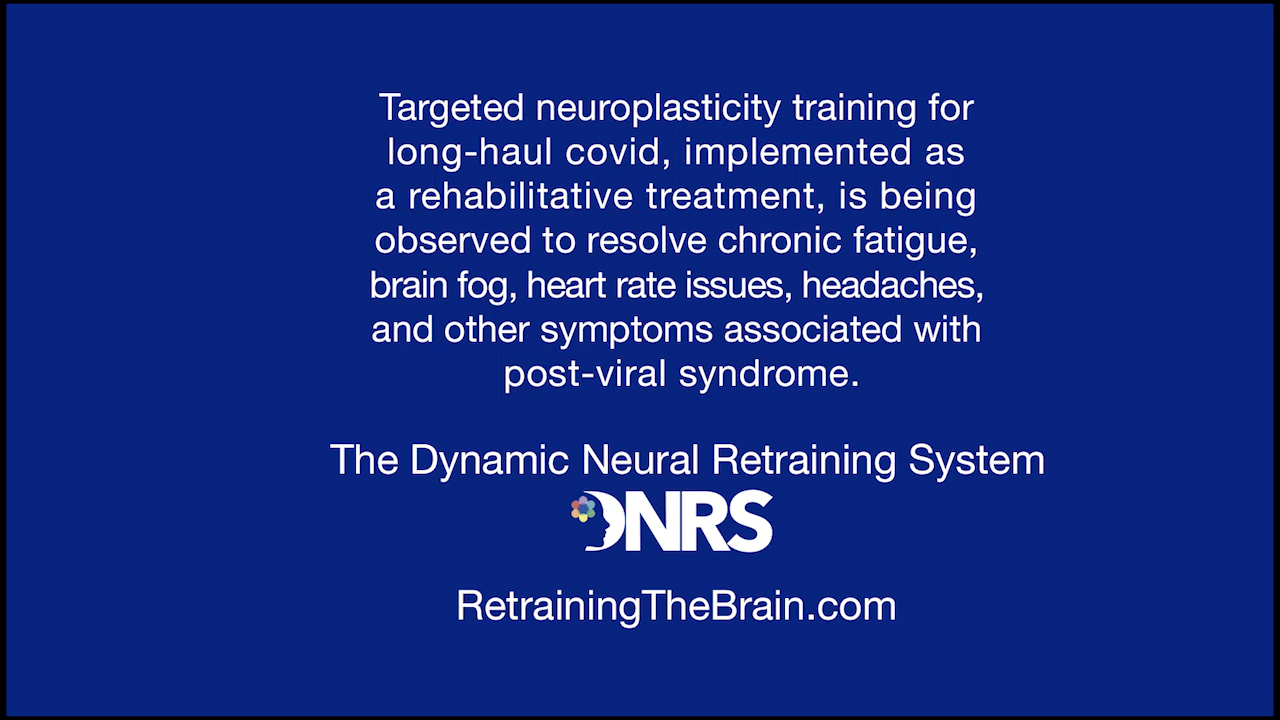 Targeted neuroplasticity training for
long-haul covid, implemented as
a rehabilitative treatment, is being
observed to resolve chronic fatigue,
brain fog, heart rate issues, headaches,
and other symptoms associated with
post-viral syndrome.
The Dynamic Neural Retraining System
DNRS
RetrainingTheBrain.com